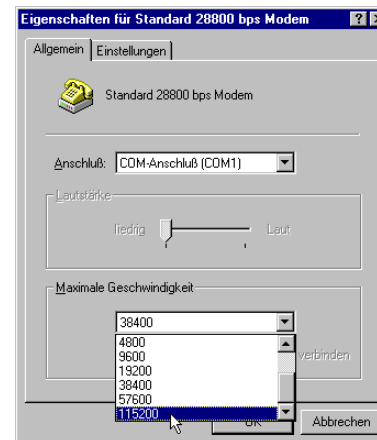 Eigenschaften für Standard 28800 bps Modem
Allgemein Einstellungen
Standard 28800 bps Modem
Anschluß: COM-Anschluß (COM1)
Lautstärke
liedrig Laut
Maximale Geschwindigkeit
38400
4800
9600
19200
38400
57600
115200
verbinden
OK Abbrechen